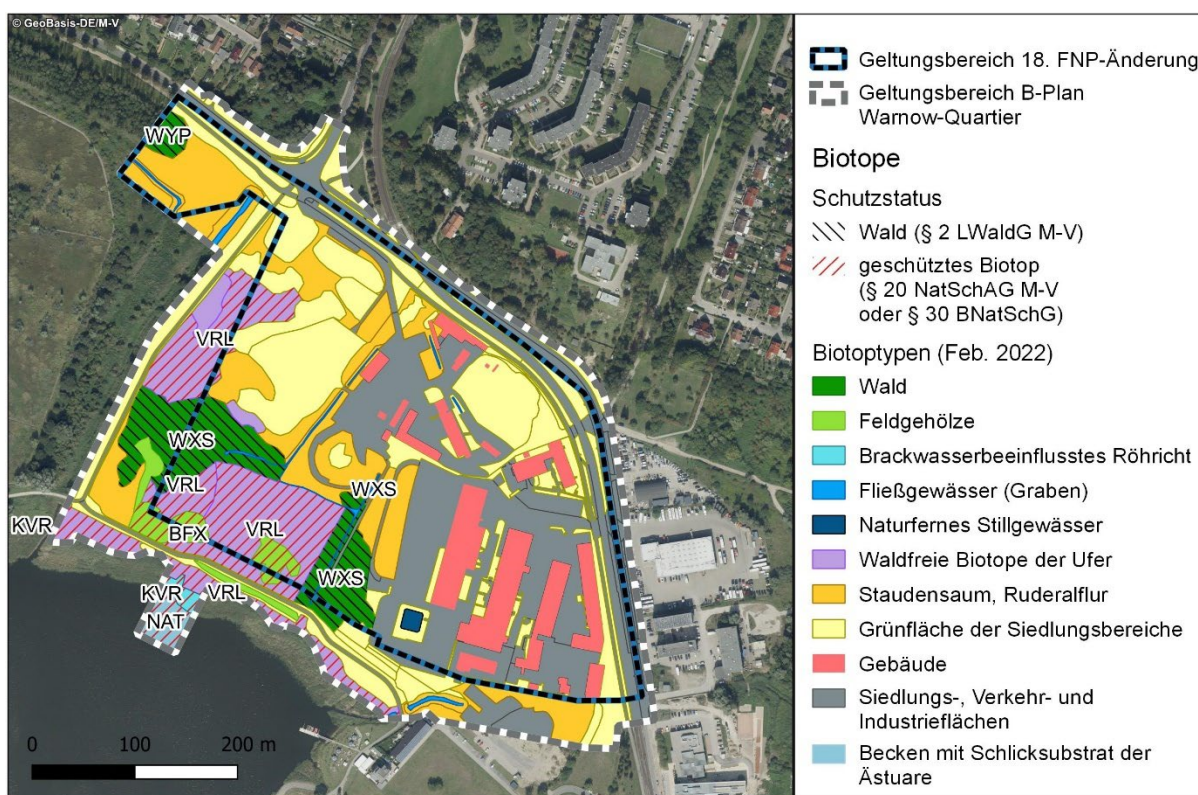 © GeoBasis-DE/M-V
WYP
VRL
WXS
VRL
WXS
VRL
KVR
BFX
WXS
KVR
VRL
NAT
0 100 200 m
Geltungsbereich 18. FNP-Änderung
Geltungsbereich B-Plan
Warnow-Quartier
Biotope
Schutzstatus
Wald (§ 2 LWaldG M-V)
geschütztes Biotop
(§ 20 NatSchAG M-V
oder § 30 BNatSchG)
Biotoptypen (Feb. 2022)
Wald
Feldgehölze
Brackwasserbeeinflusstes Röhricht
Fließgewässer (Graben)
Naturfernes Stillgewässer
Waldfreie Biotope der Ufer
Staudensaum, Ruderalflur
Grünfläche der Siedlungsbereiche
Gebäude
Siedlungs-, Verkehr- und
Industrieflächen
Becken mit Schlicksubstrat der
Ästuare